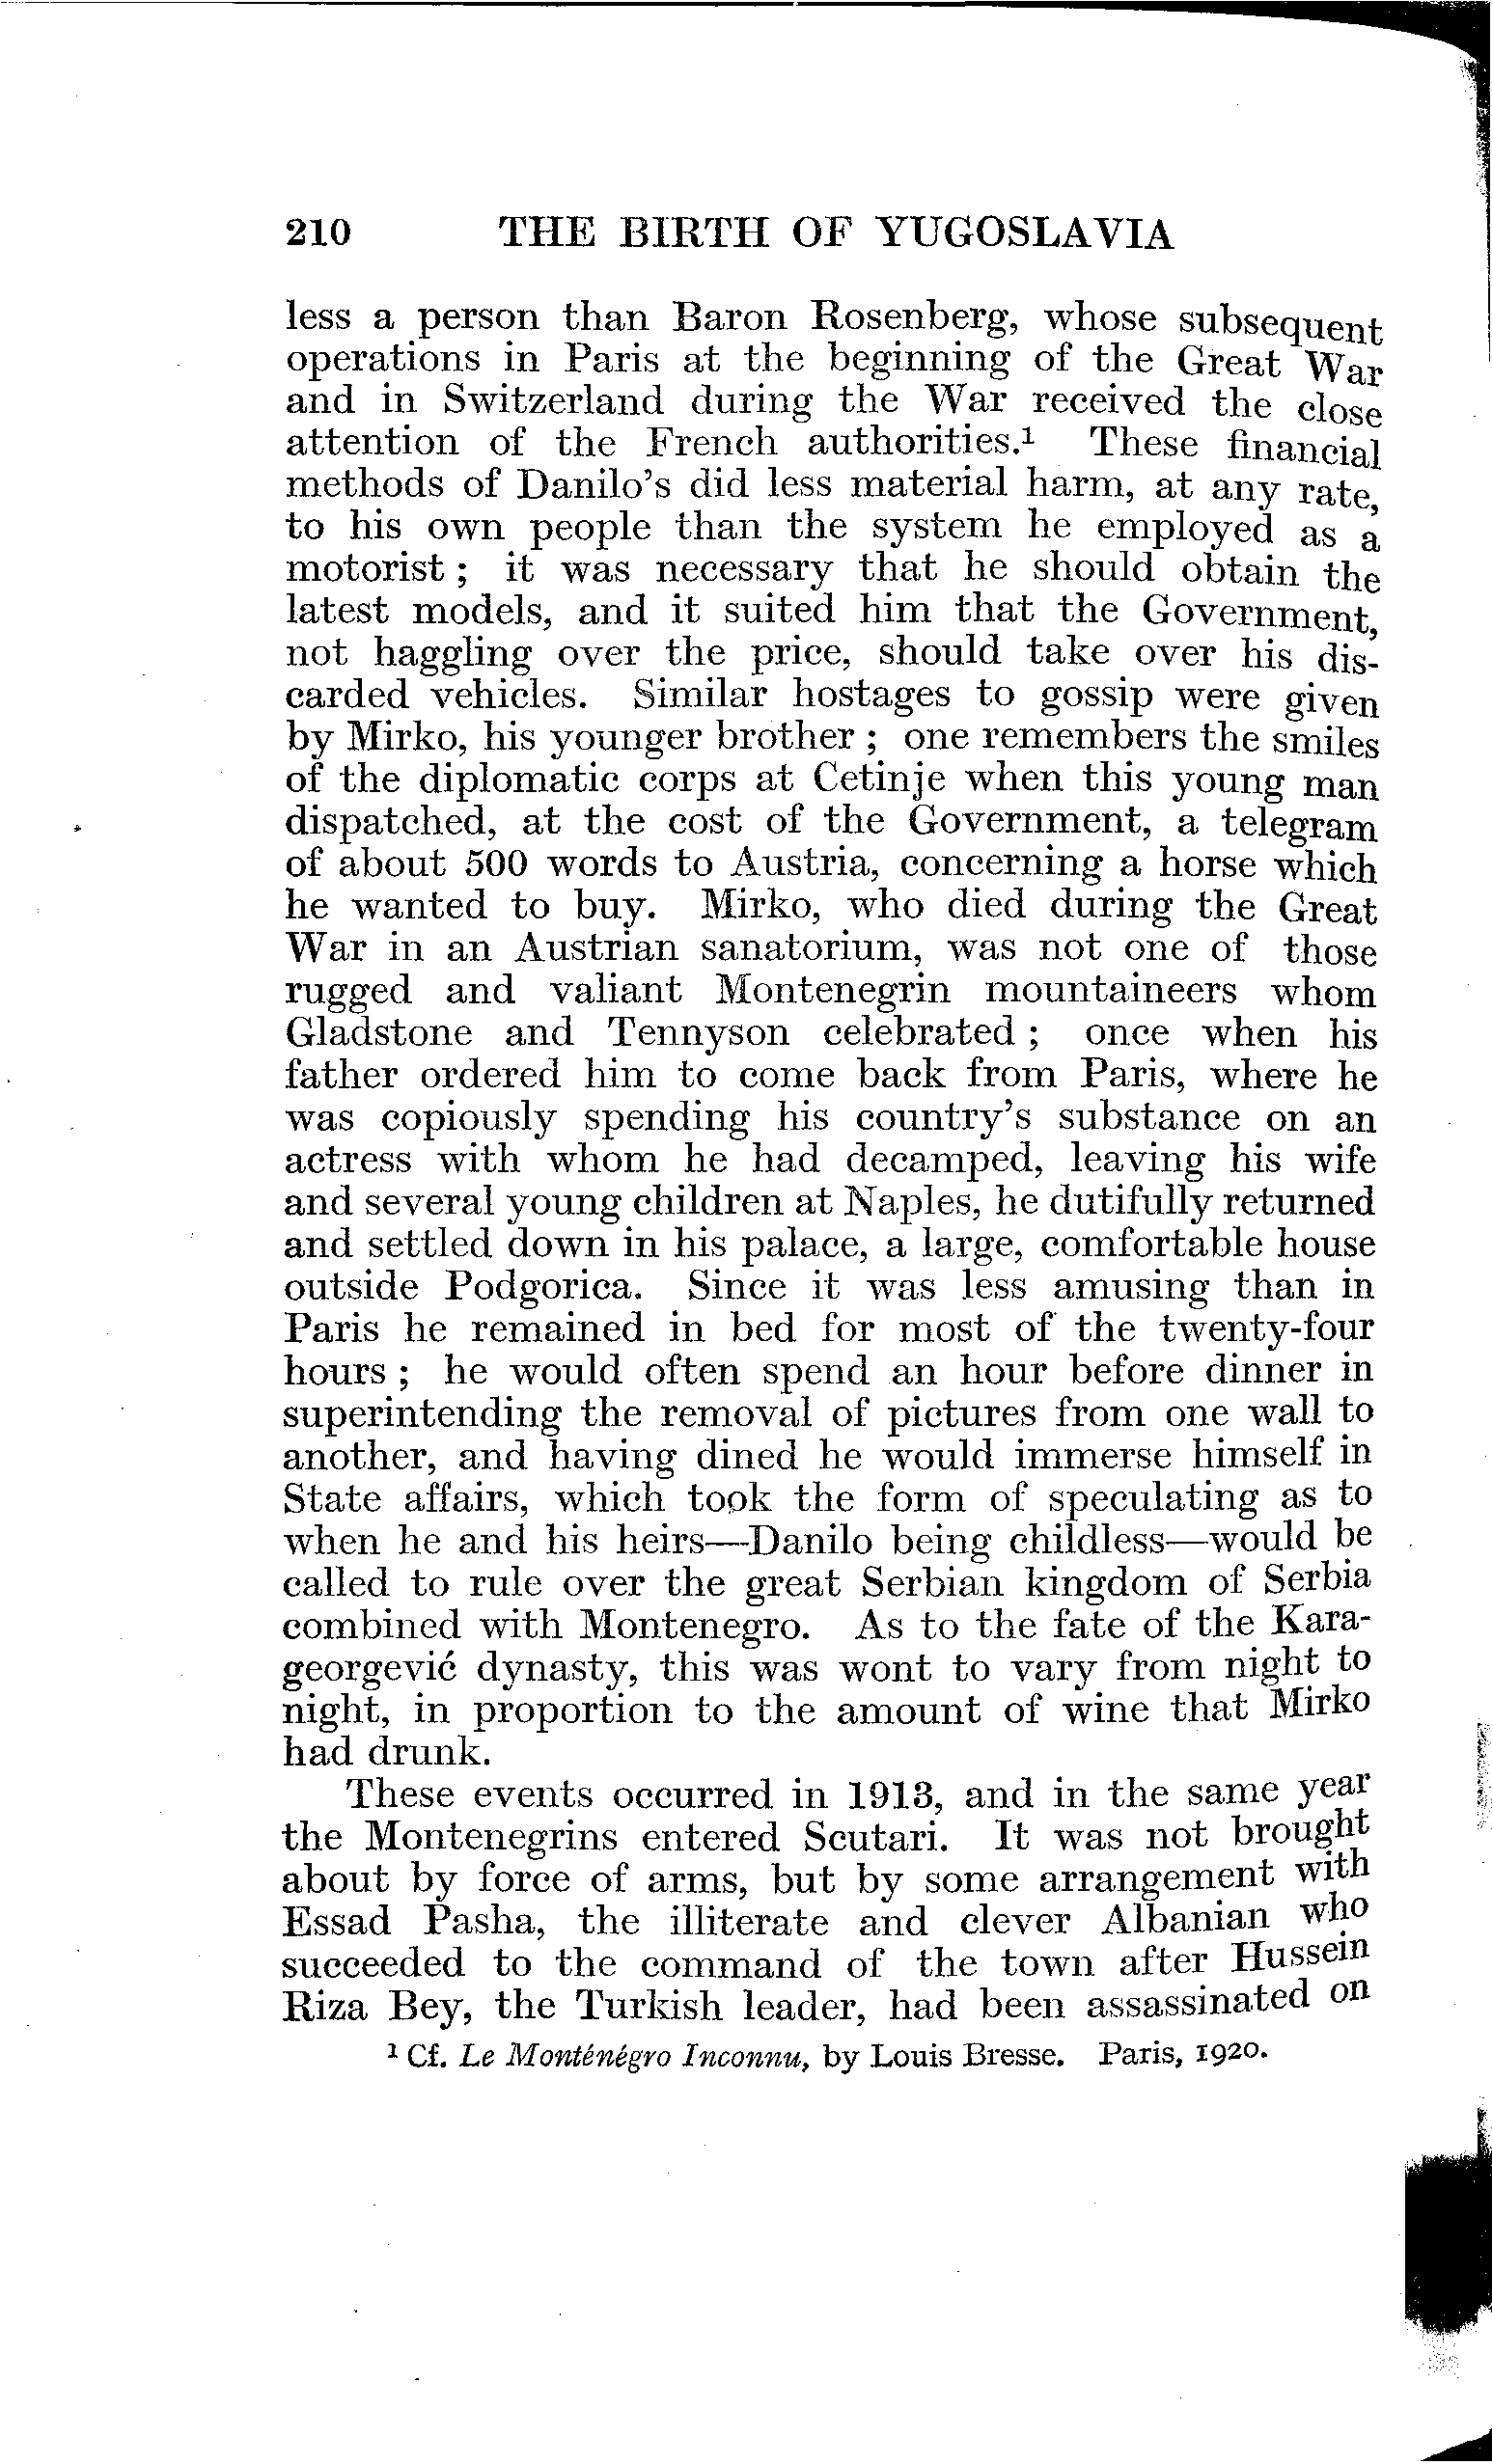 210 THE BIRTH OF YUGOSLAVIA
less a person than Baron Rosenberg, whose subsequent
operations in Paris at the beginning of the Great War
and in Switzerland during the War received the close
attention of the French authorities.¹ These financial
methods of Danilo's did less material harm, at any rate,
to his own people than the system he employed as a
motorist ; it was necessary that he should obtain the
latest models, and it suited him that the Government,
not haggling over the price, should take over his dis-
carded vehicles. Similar hostages to gossip were given
by Mirko, his younger brother ; one remembers the smiles
of the diplomatic corps at Cetinje when this young man
dispatched, at the cost of the Government, a telegram
of about 500 words to Austria, concerning a horse which
he wanted to buy. Mirko, who died during the Great
War in an Austrian sanatorium, was not one of those
rugged and valiant Montenegrin mountaineers whom
Gladstone and Tennyson celebrated ; once when his
father ordered him to come back from Paris, where he
was copiously spending his country's substance on an
actress with whom he had decamped, leaving his wife
and several young children at Naples, he dutifully returned
and settled down in his palace, a large, comfortable house
outside Podgorica. Since it was less amusing than in
Paris he remained in bed for most of the twenty-four
hours ; he would often spend an hour before dinner in
superintending the removal of pictures from one wall to
another, and having dined he would immerse himself in
State affairs, which took the form of speculating as to
when he and his heirs—Danilo being childless—would be
called to rule over the great Serbian kingdom of Serbia
combined with Montenegro. As to the fate of the Kara-
georgević dynasty, this was wont to vary from night to
night, in proportion to the amount of wine that Mirko
had drunk.
These events occurred in 1913, and in the same year
the Montenegrins entered Scutari. It was not brought
about by force of arms, but by some arrangement with
Essad Pasha, the illiterate and clever Albanian who
succeeded to the command of the town after Hussein
Riza Bey, the Turkish leader, had been assassinated on
¹ Cf. Le Monténégro Inconnu, by Louis Bresse. Paris, 1920.